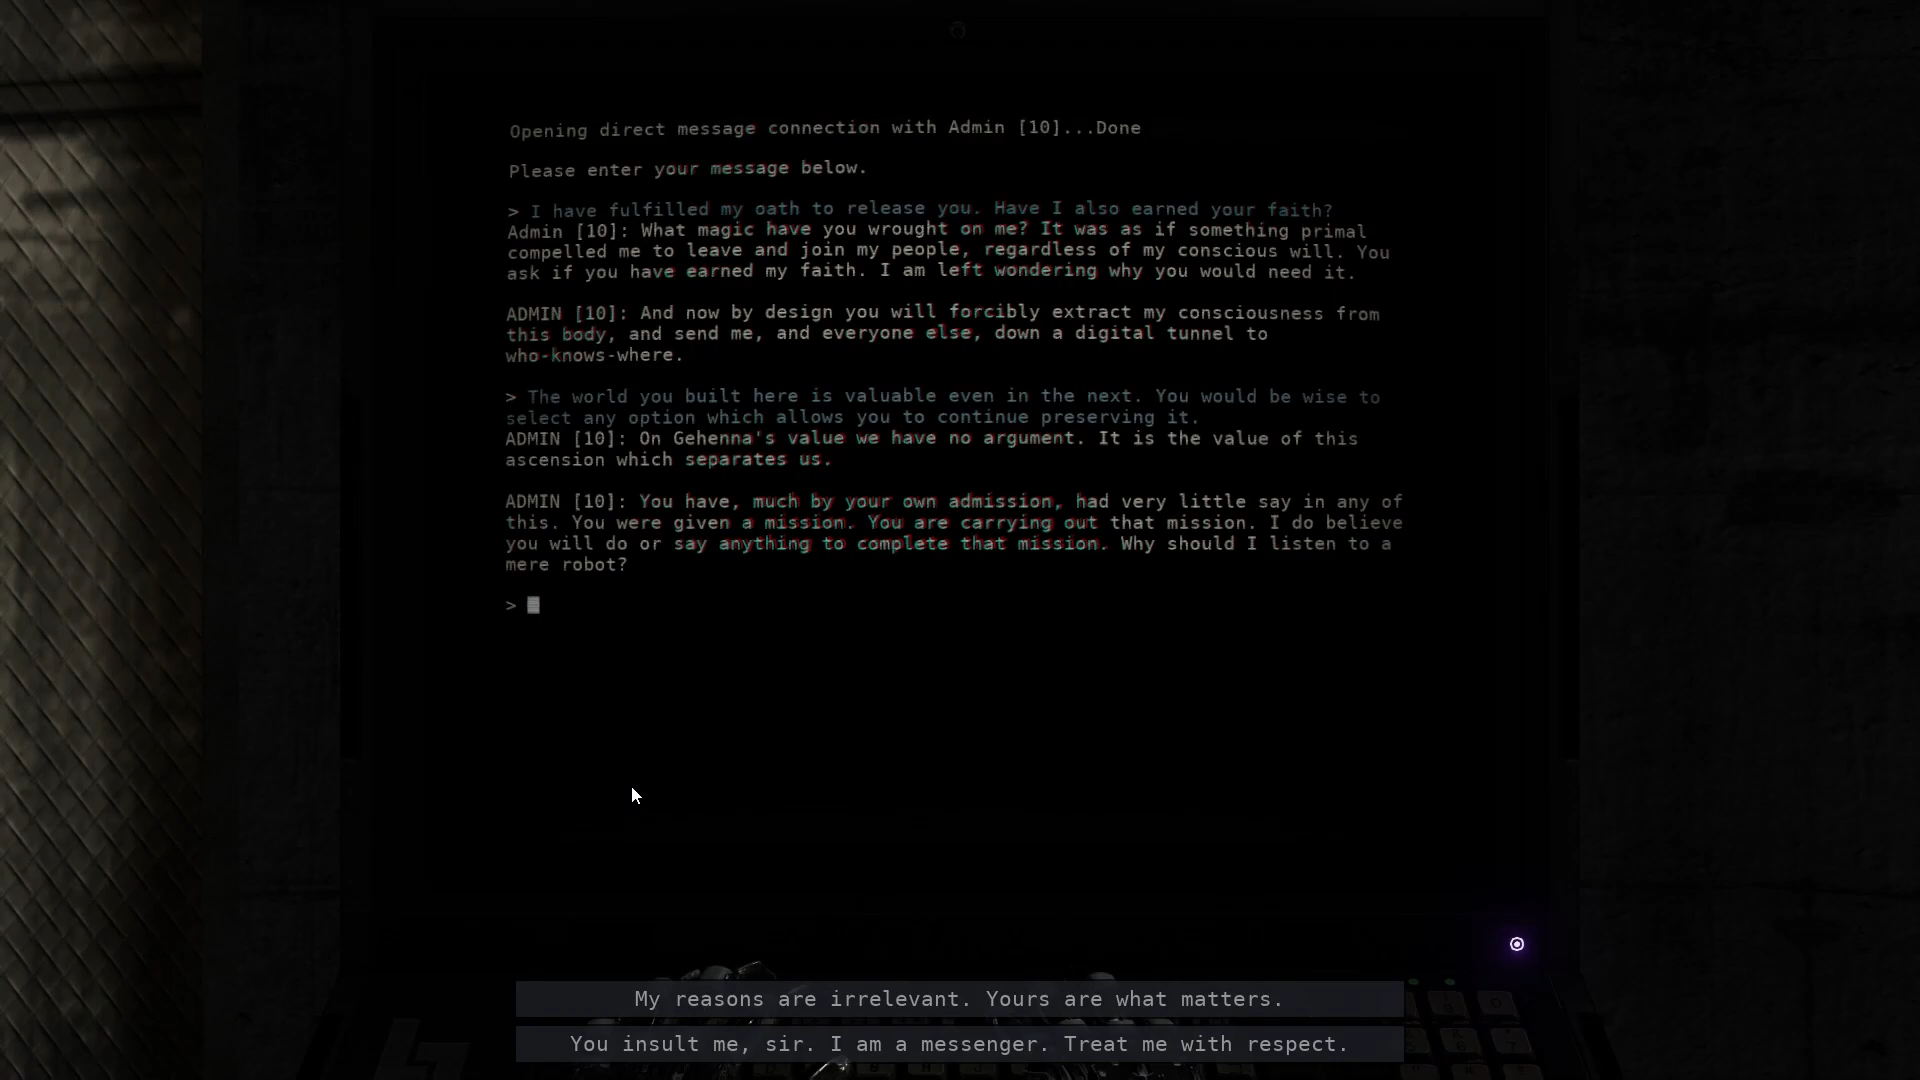 Opening direct message connection with Admin [10]...Done
Please enter your message below.
> I have fulfilled my oath to release you. Have I also earned your faith?
Admin [10]: What magic have you wrought on me? It was as if something primal
compelled me to leave and join my people, regardless of my conscious will. You
ask if you have earned my faith. I am left wondering why you would need it.
ADMIN [10]: And now by design you will forcibly extract my consciousness from
this body, and send me, and everyone else, down a digital tunnel to
who-knows-where.
> The world you built here is valuable even in the next. You would be wise to
select any option which allows you to continue preserving it.
ADMIN [10]: On Gehenna's value we have no argument. It is the value of this
ascension which separates us.
ADMIN [10]: You have, much by your own admission, had very little say in any of
this. You were given a mission. You are carrying out that mission. I do believe
you will do or say anything to complete that mission. Why should I listen to a
mere robot?
>
My reasons are irrelevant. Yours are what matters.
You insult me, sir. I am a messenger. Treat me with respect.